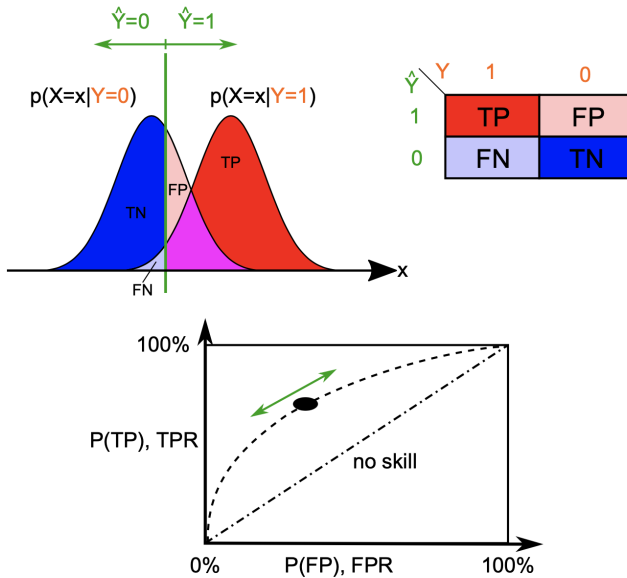 Ŷ=0 Ŷ=1
p(X=x|Y=0) p(X=x|Y=1)
TN
FP
TP
FN
x
Y 1 0
Ŷ
1 TP FP
0 FN TN
100%
P(TP), TPR
no skill
0% P(FP), FPR 100%